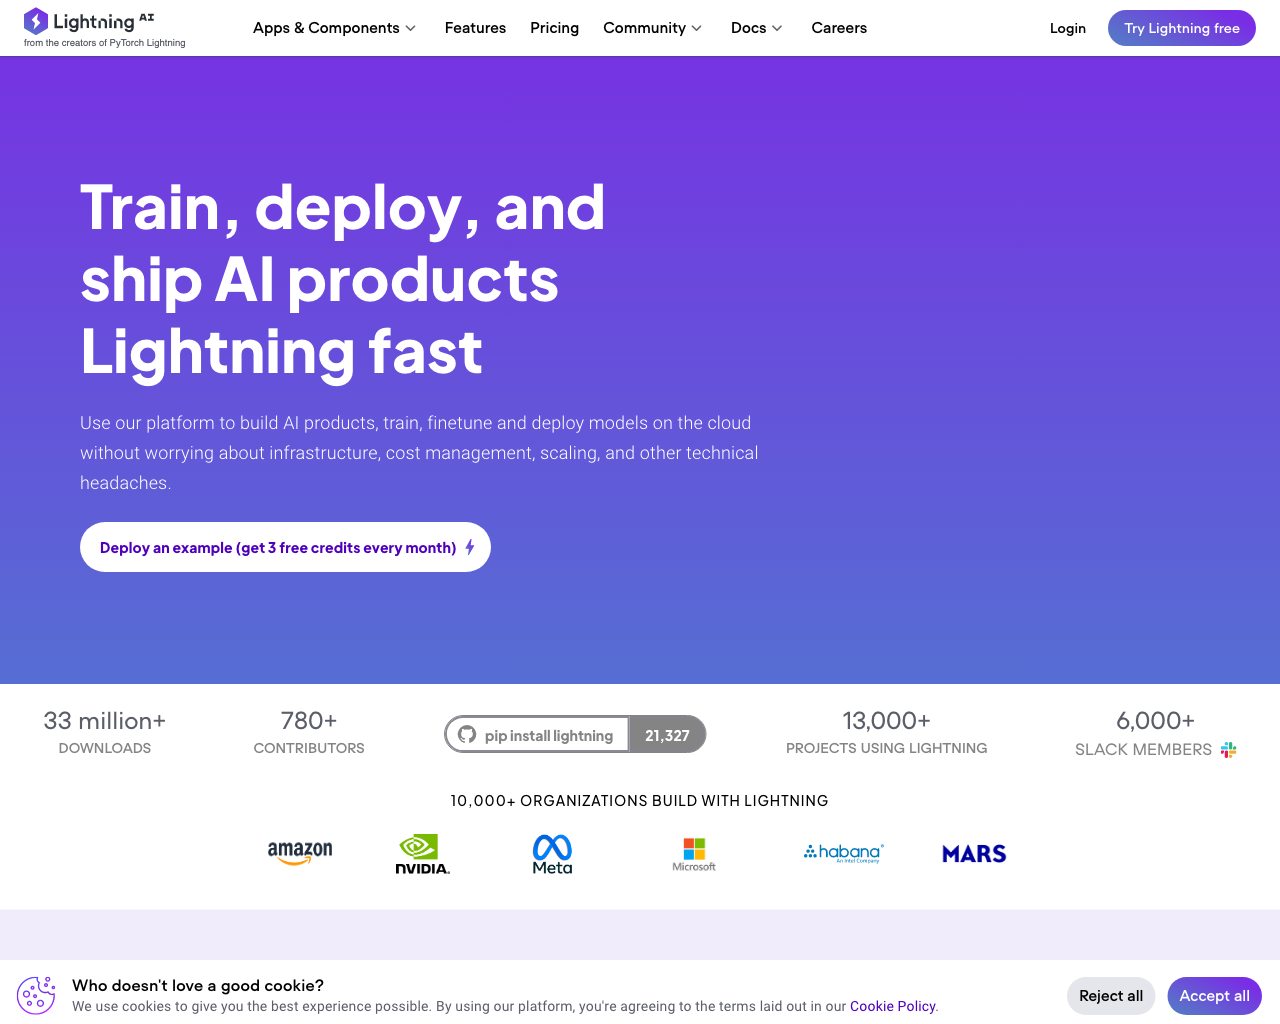 Lightning AI
from the creators of PyTorch Lightning
Apps & Components
Features
Pricing
Community
Docs
Careers
Login
Try Lightning free
Train, deploy, and
ship AI products
Lightning fast
Use our platform to build AI products, train, finetune and deploy models on the cloud
without worrying about infrastructure, cost management, scaling, and other technical
headaches.
Deploy an example (get 3 free credits every month)
33 million+
DOWNLOADS
780+
CONTRIBUTORS
pip install lightning
21,327
13,000+
PROJECTS USING LIGHTNING
6,000+
SLACK MEMBERS
10,000+ ORGANIZATIONS BUILD WITH LIGHTNING
amazon
NVIDIA.
Meta
Microsoft
habana
An Intel Company
MARS
Who doesn't love a good cookie?
We use cookies to give you the best experience possible. By using our platform, you're agreeing to the terms laid out in our Cookie Policy.
Reject all
Accept all